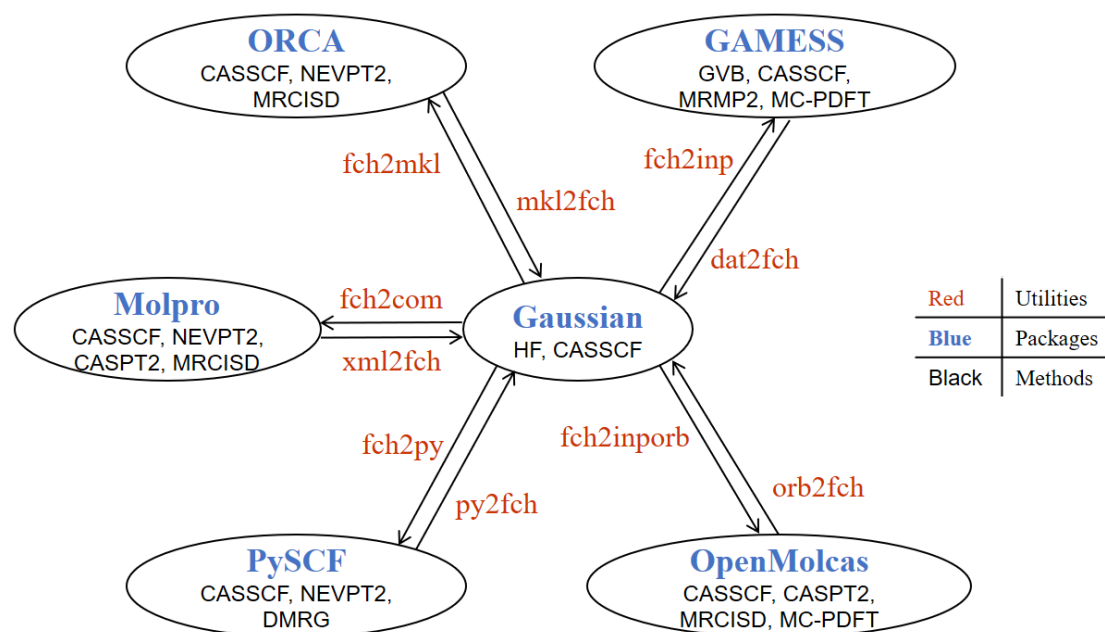 ORCA
CASSCF, NEVPT2,
MRCISD
GAMESS
GVB, CASSCF,
MRMP2, MC-PDFT
fch2mkl
mkl2fch
fch2inp
dat2fch
Molpro
CASSCF, NEVPT2,
CASPT2, MRCISD
fch2com
xml2fch
Gaussian
HF, CASSCF
Red Utilities
Blue Packages
Black Methods
fch2py
py2fch
fch2inporb
orb2fch
PySCF
CASSCF, NEVPT2,
DMRG
OpenMolcas
CASSCF, CASPT2,
MRCISD, MC-PDFT